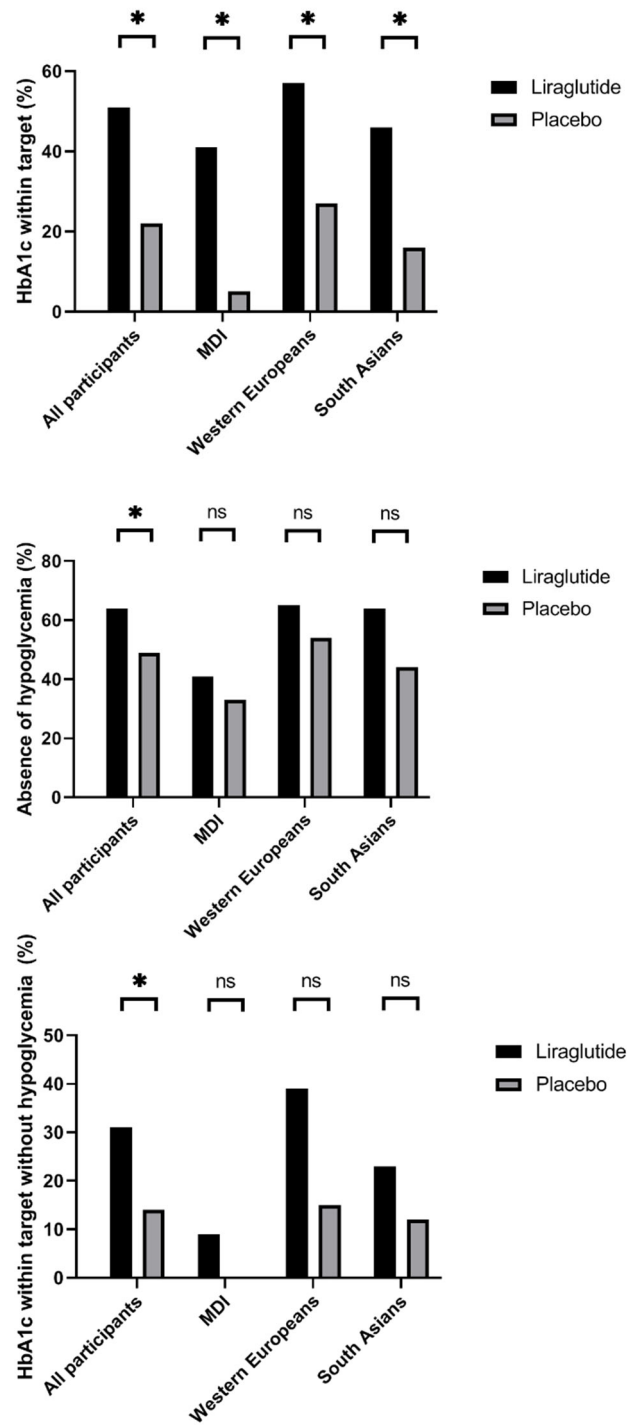 * * * *
HbA1c within target (%)
60
40
20
0
Liraglutide
Placebo
All participants
MDI
Western Europeans
South Asians
* ns ns ns
Absence of hypoglycemia (%)
80
60
40
20
0
Liraglutide
Placebo
All participants
MDI
Western Europeans
South Asians
* ns ns ns
HbA1c within target without hypoglycemia (%)
50
40
30
20
10
0
Liraglutide
Placebo
All participants
MDI
Western Europeans
South Asians